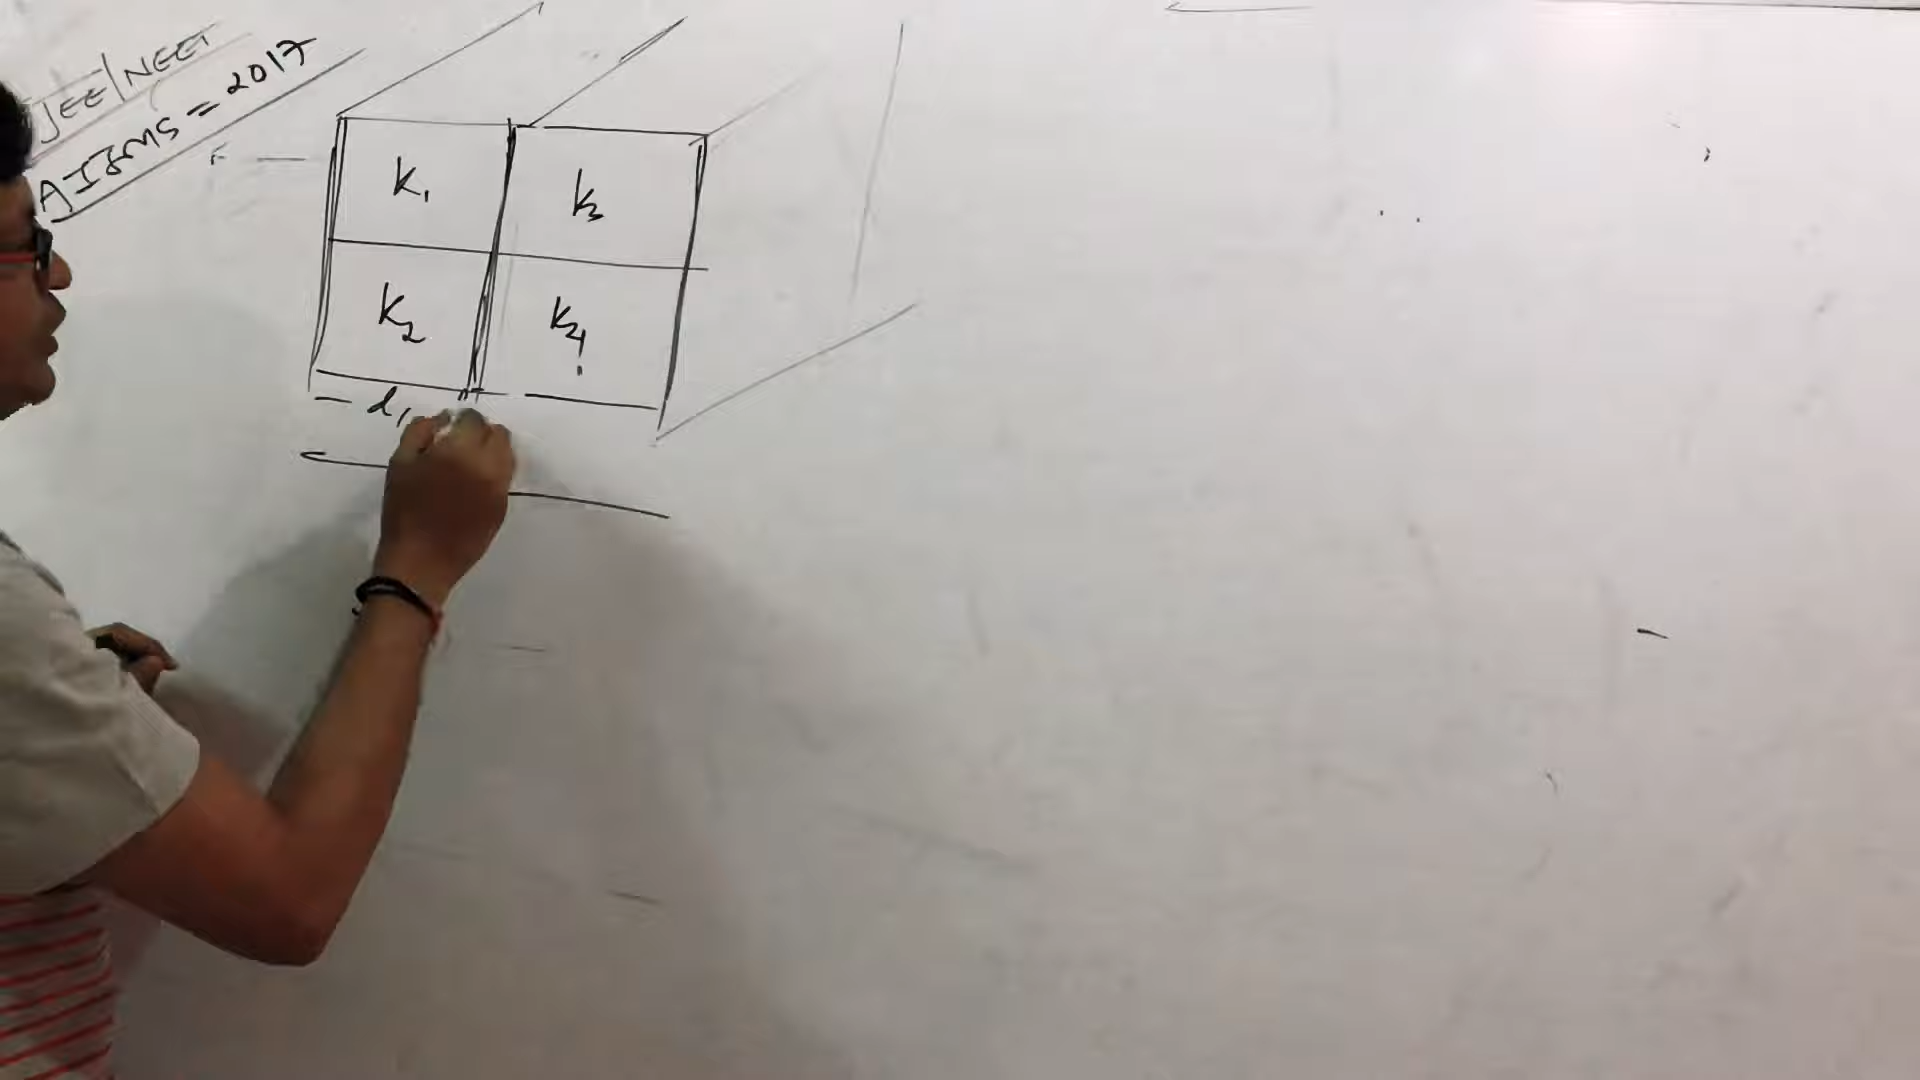 JEE/NEET
AIIMS = 2017
K₁ K₃
K₂ K₄
d₁